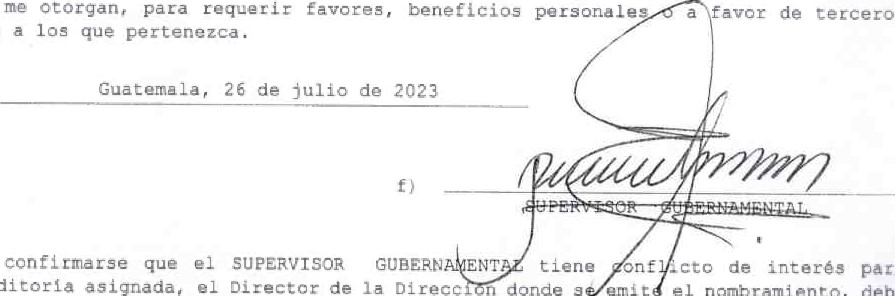 me otorgan, para requerir favores, beneficios personales o a favor de tercero
a los que pertenezca.
Guatemala, 26 de julio de 2023
f)
SUPERVISOR GUBERNAMENTAL
confirmarse que el SUPERVISOR GUBERNAMENTAL tiene conflicto de interés par
ditoría asignada, el Director de la Dirección donde se emite el nombramiento, deb